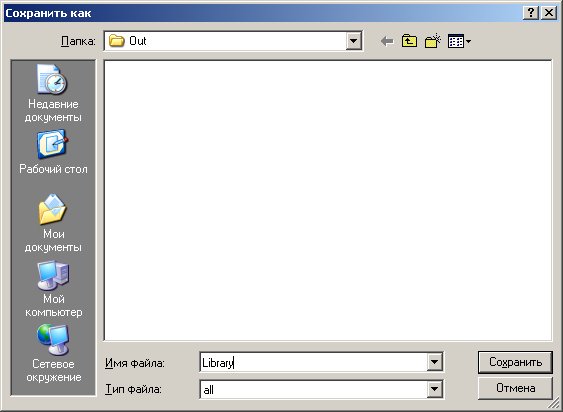 Сохранить как
Папка:
Out
Недавние
документы
Рабочий стол
Мои
документы
Мой
компьютер
Сетевое
окружение
Имя файла:
Library
Сохранить
Тип файла:
all
Отмена